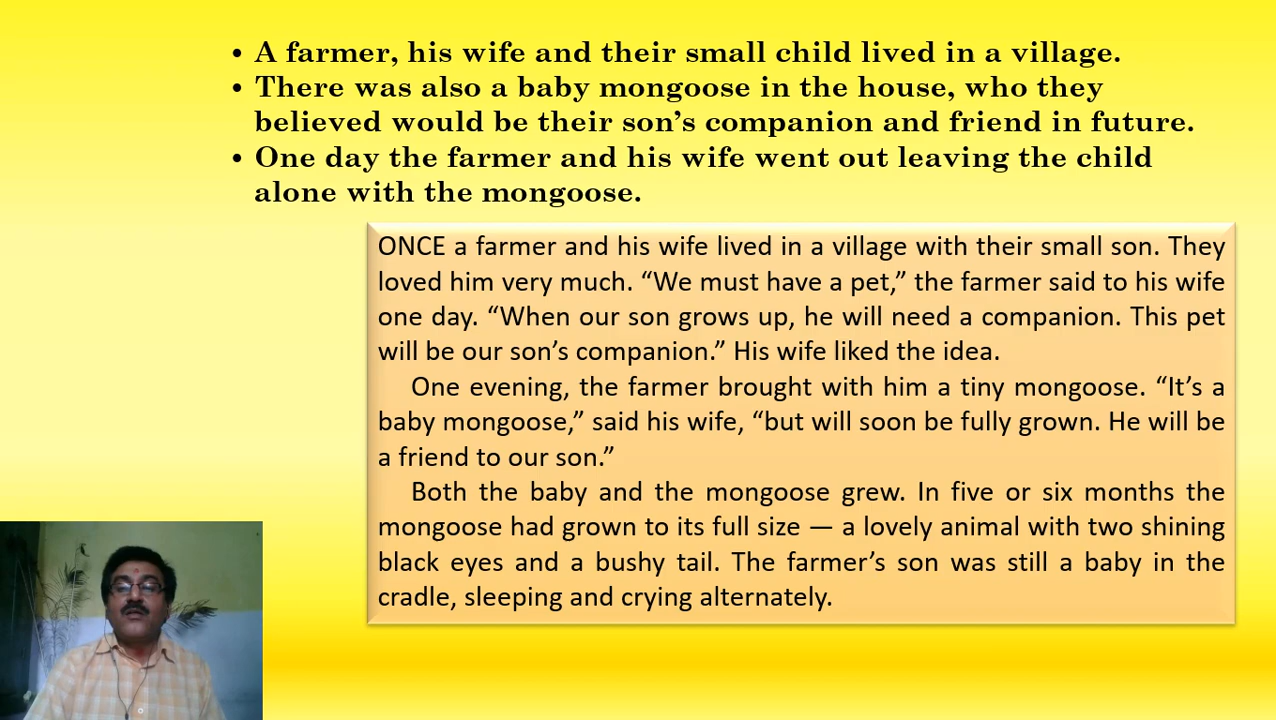 • A farmer, his wife and their small child lived in a village.
• There was also a baby mongoose in the house, who they
believed would be their son’s companion and friend in future.
• One day the farmer and his wife went out leaving the child
alone with the mongoose.
ONCE a farmer and his wife lived in a village with their small son. They
loved him very much. “We must have a pet,” the farmer said to his wife
one day. “When our son grows up, he will need a companion. This pet
will be our son’s companion.” His wife liked the idea.
One evening, the farmer brought with him a tiny mongoose. “It’s a
baby mongoose,” said his wife, “but will soon be fully grown. He will be
a friend to our son.”
Both the baby and the mongoose grew. In five or six months the
mongoose had grown to its full size — a lovely animal with two shining
black eyes and a bushy tail. The farmer’s son was still a baby in the
cradle, sleeping and crying alternately.